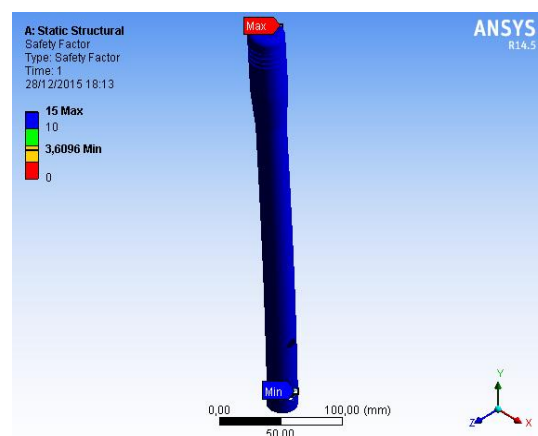 A: Static Structural
Safety Factor
Type: Safety Factor
Time: 1
28/12/2015 18:13
15 Max
10
3,6096 Min
0
Max
ANSYS
R14.5
Min
0,00
100,00 (mm)
50,00
Y
Z
X